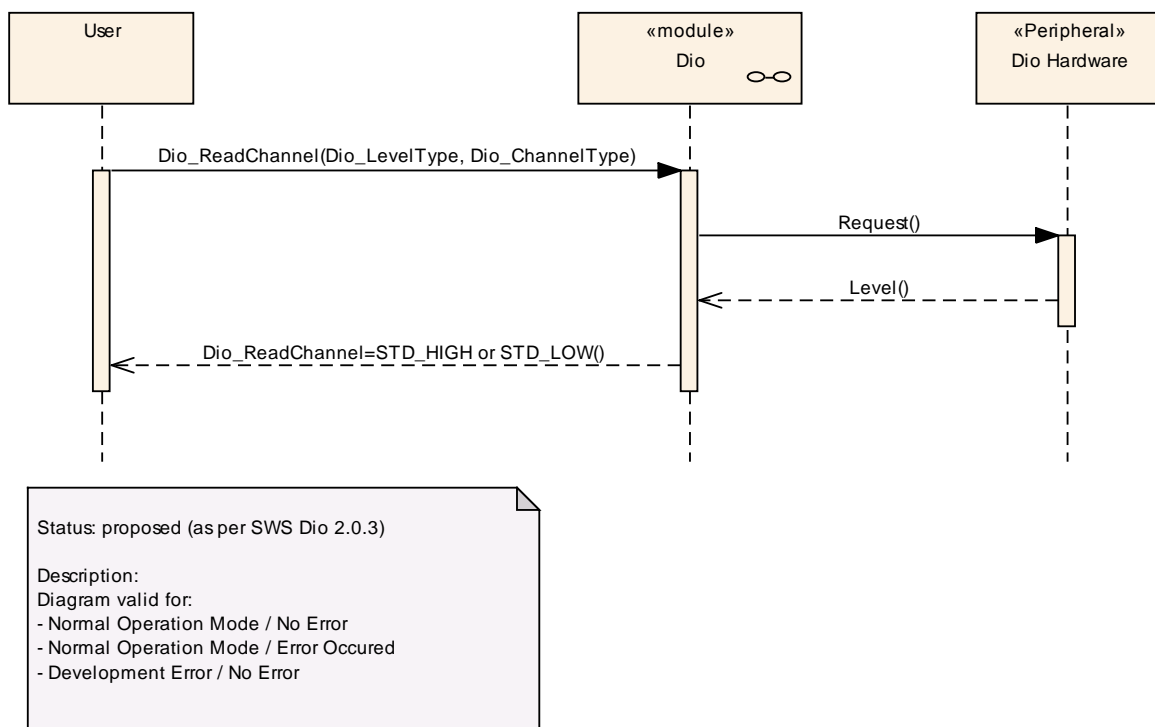 User
«module»
Dio
«Peripheral»
Dio Hardware
Dio_ReadChannel(Dio_LevelType, Dio_ChannelType)
Request()
Level()
Dio_ReadChannel=STD_HIGH or STD_LOW()
Status: proposed (as per SWS Dio 2.0.3)
Description:
Diagram valid for:
- Normal Operation Mode / No Error
- Normal Operation Mode / Error Occured
- Development Error / No Error